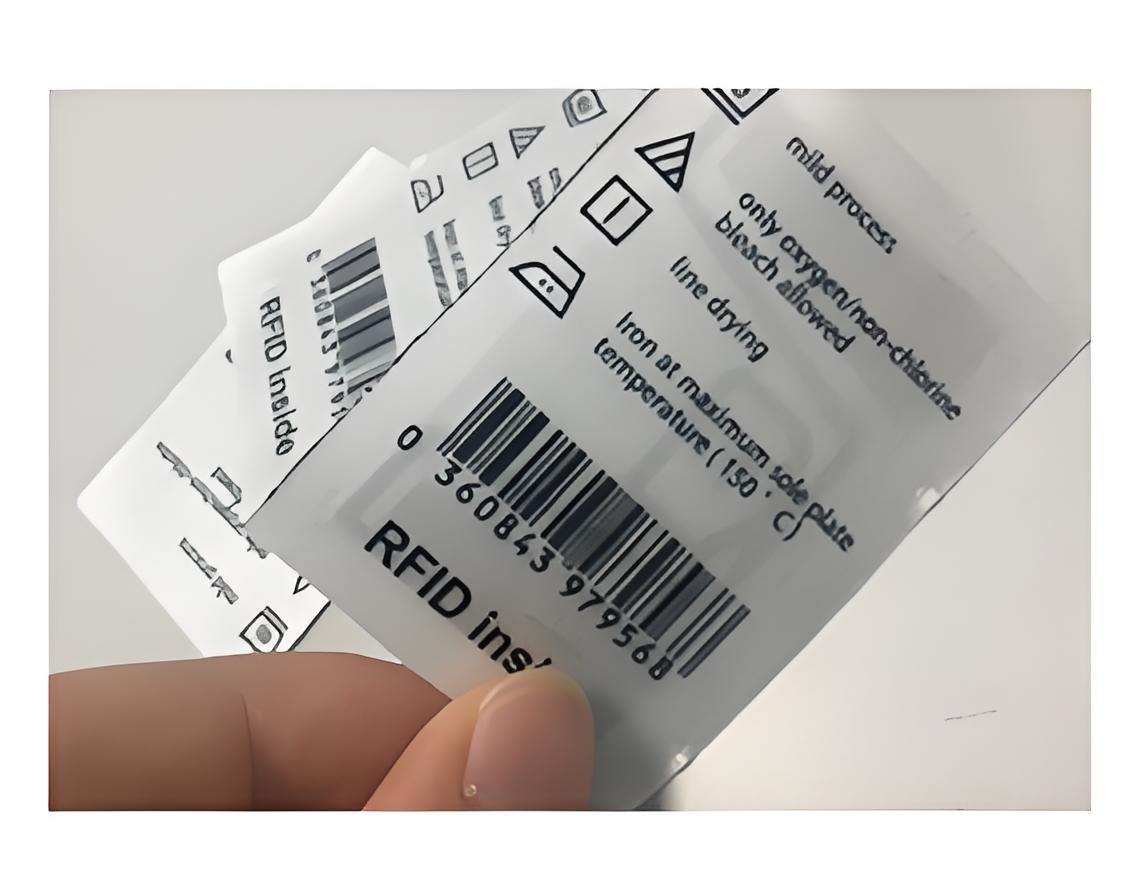 mild process
only oxygen/non-chlorine
bleach allowed
line drying
Iron at maximum sole plate
temperature ( 150 ° C)
0 360843 979568
RFID insi
RFID Inside